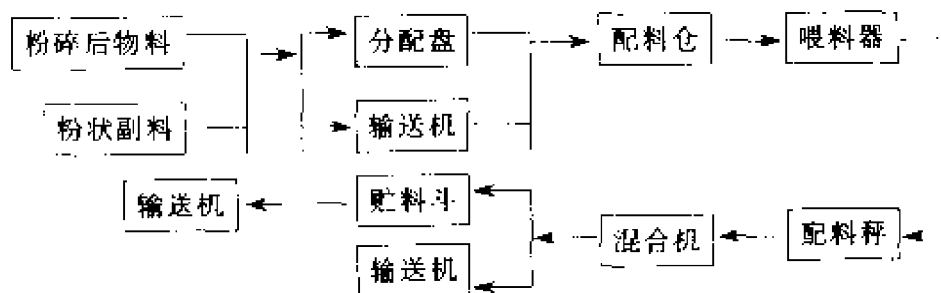 粉碎后物料
分配盘
配料仓
喂料器
粉状副料
输送机
输送机
贮料斗
混合机
配料秤
输送机